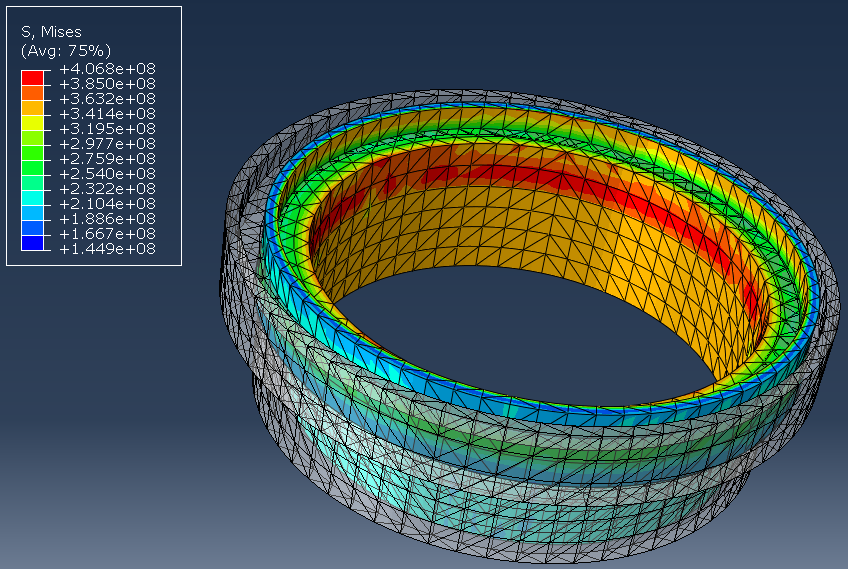 S, Mises
(Avg: 75%)
+4.068e+08
+3.850e+08
+3.632e+08
+3.414e+08
+3.195e+08
+2.977e+08
+2.759e+08
+2.540e+08
+2.322e+08
+2.104e+08
+1.886e+08
+1.667e+08
+1.449e+08